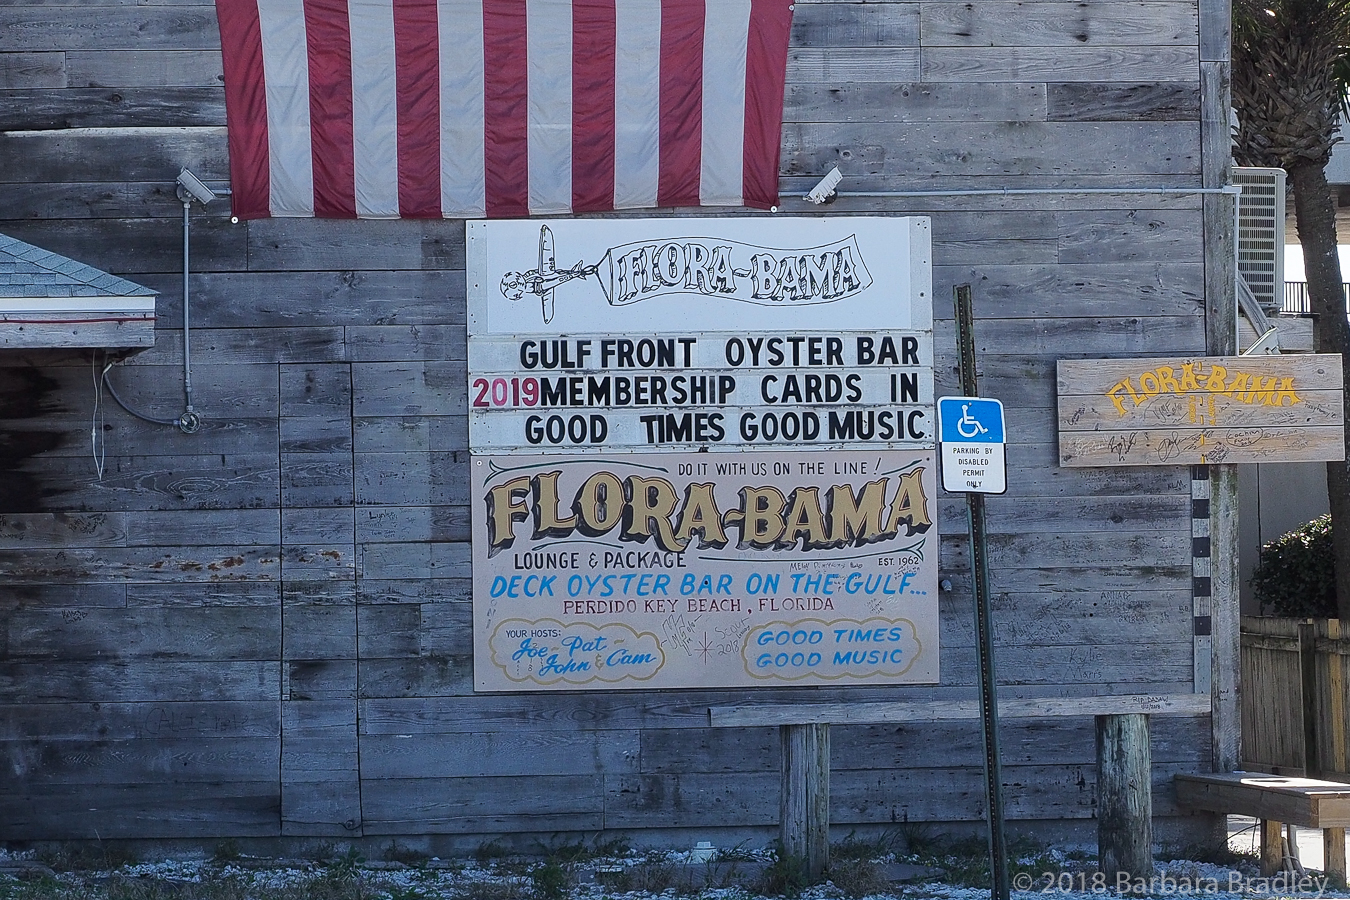 FLORA-BAMA
GULF FRONT OYSTER BAR
2019 MEMBERSHIP CARDS IN
GOOD TIMES GOOD MUSIC
DO IT WITH US ON THE LINE!
FLORA-BAMA
LOUNGE & PACKAGE
EST. 1962
DECK OYSTER BAR ON THE GULF...
PERDIDO KEY BEACH, FLORIDA
YOUR HOSTS:
Joe - Pat -
John & Cam
Scout
2018
GOOD TIMES
GOOD MUSIC
PARKING BY
DISABLED
PERMIT
ONLY
FLORA-BAMA
© 2018 Barbara Bradley